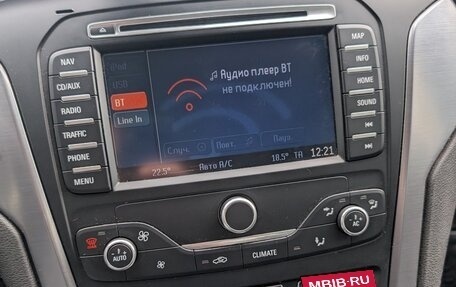 NAV
CD/AUX
RADIO
TRAFFIC
PHONE
MENU
iPod
USB
BT
Line In
Аудио плеер BT
не подключен!
Случ.
Повт.
Пауз.
22.5°
Авто A/C
18.5°
TA
12:21
MAP
INFO
HOME
SOUND
AUTO
CLIMATE
AC
MBIB.RU